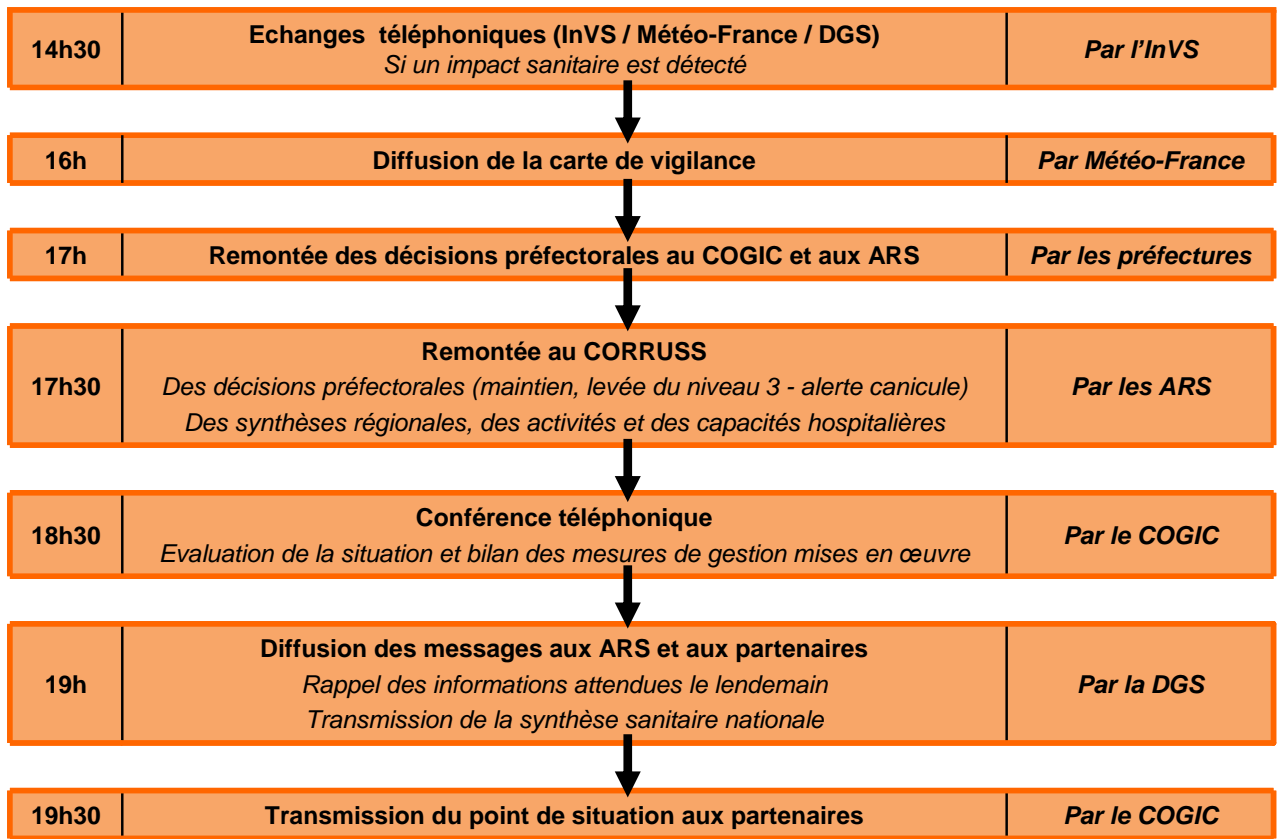 14h30
Echanges téléphoniques (InVS / Météo-France / DGS)
Si un impact sanitaire est détecté
Par l'InVS
16h
Diffusion de la carte de vigilance
Par Météo-France
17h
Remontée des décisions préfectorales au COGIC et aux ARS
Par les préfectures
17h30
Remontée au CORRUSS
Des décisions préfectorales (maintien, levée du niveau 3 - alerte canicule)
Des synthèses régionales, des activités et des capacités hospitalières
Par les ARS
18h30
Conférence téléphonique
Evaluation de la situation et bilan des mesures de gestion mises en œuvre
Par le COGIC
19h
Diffusion des messages aux ARS et aux partenaires
Rappel des informations attendues le lendemain
Transmission de la synthèse sanitaire nationale
Par la DGS
19h30
Transmission du point de situation aux partenaires
Par le COGIC